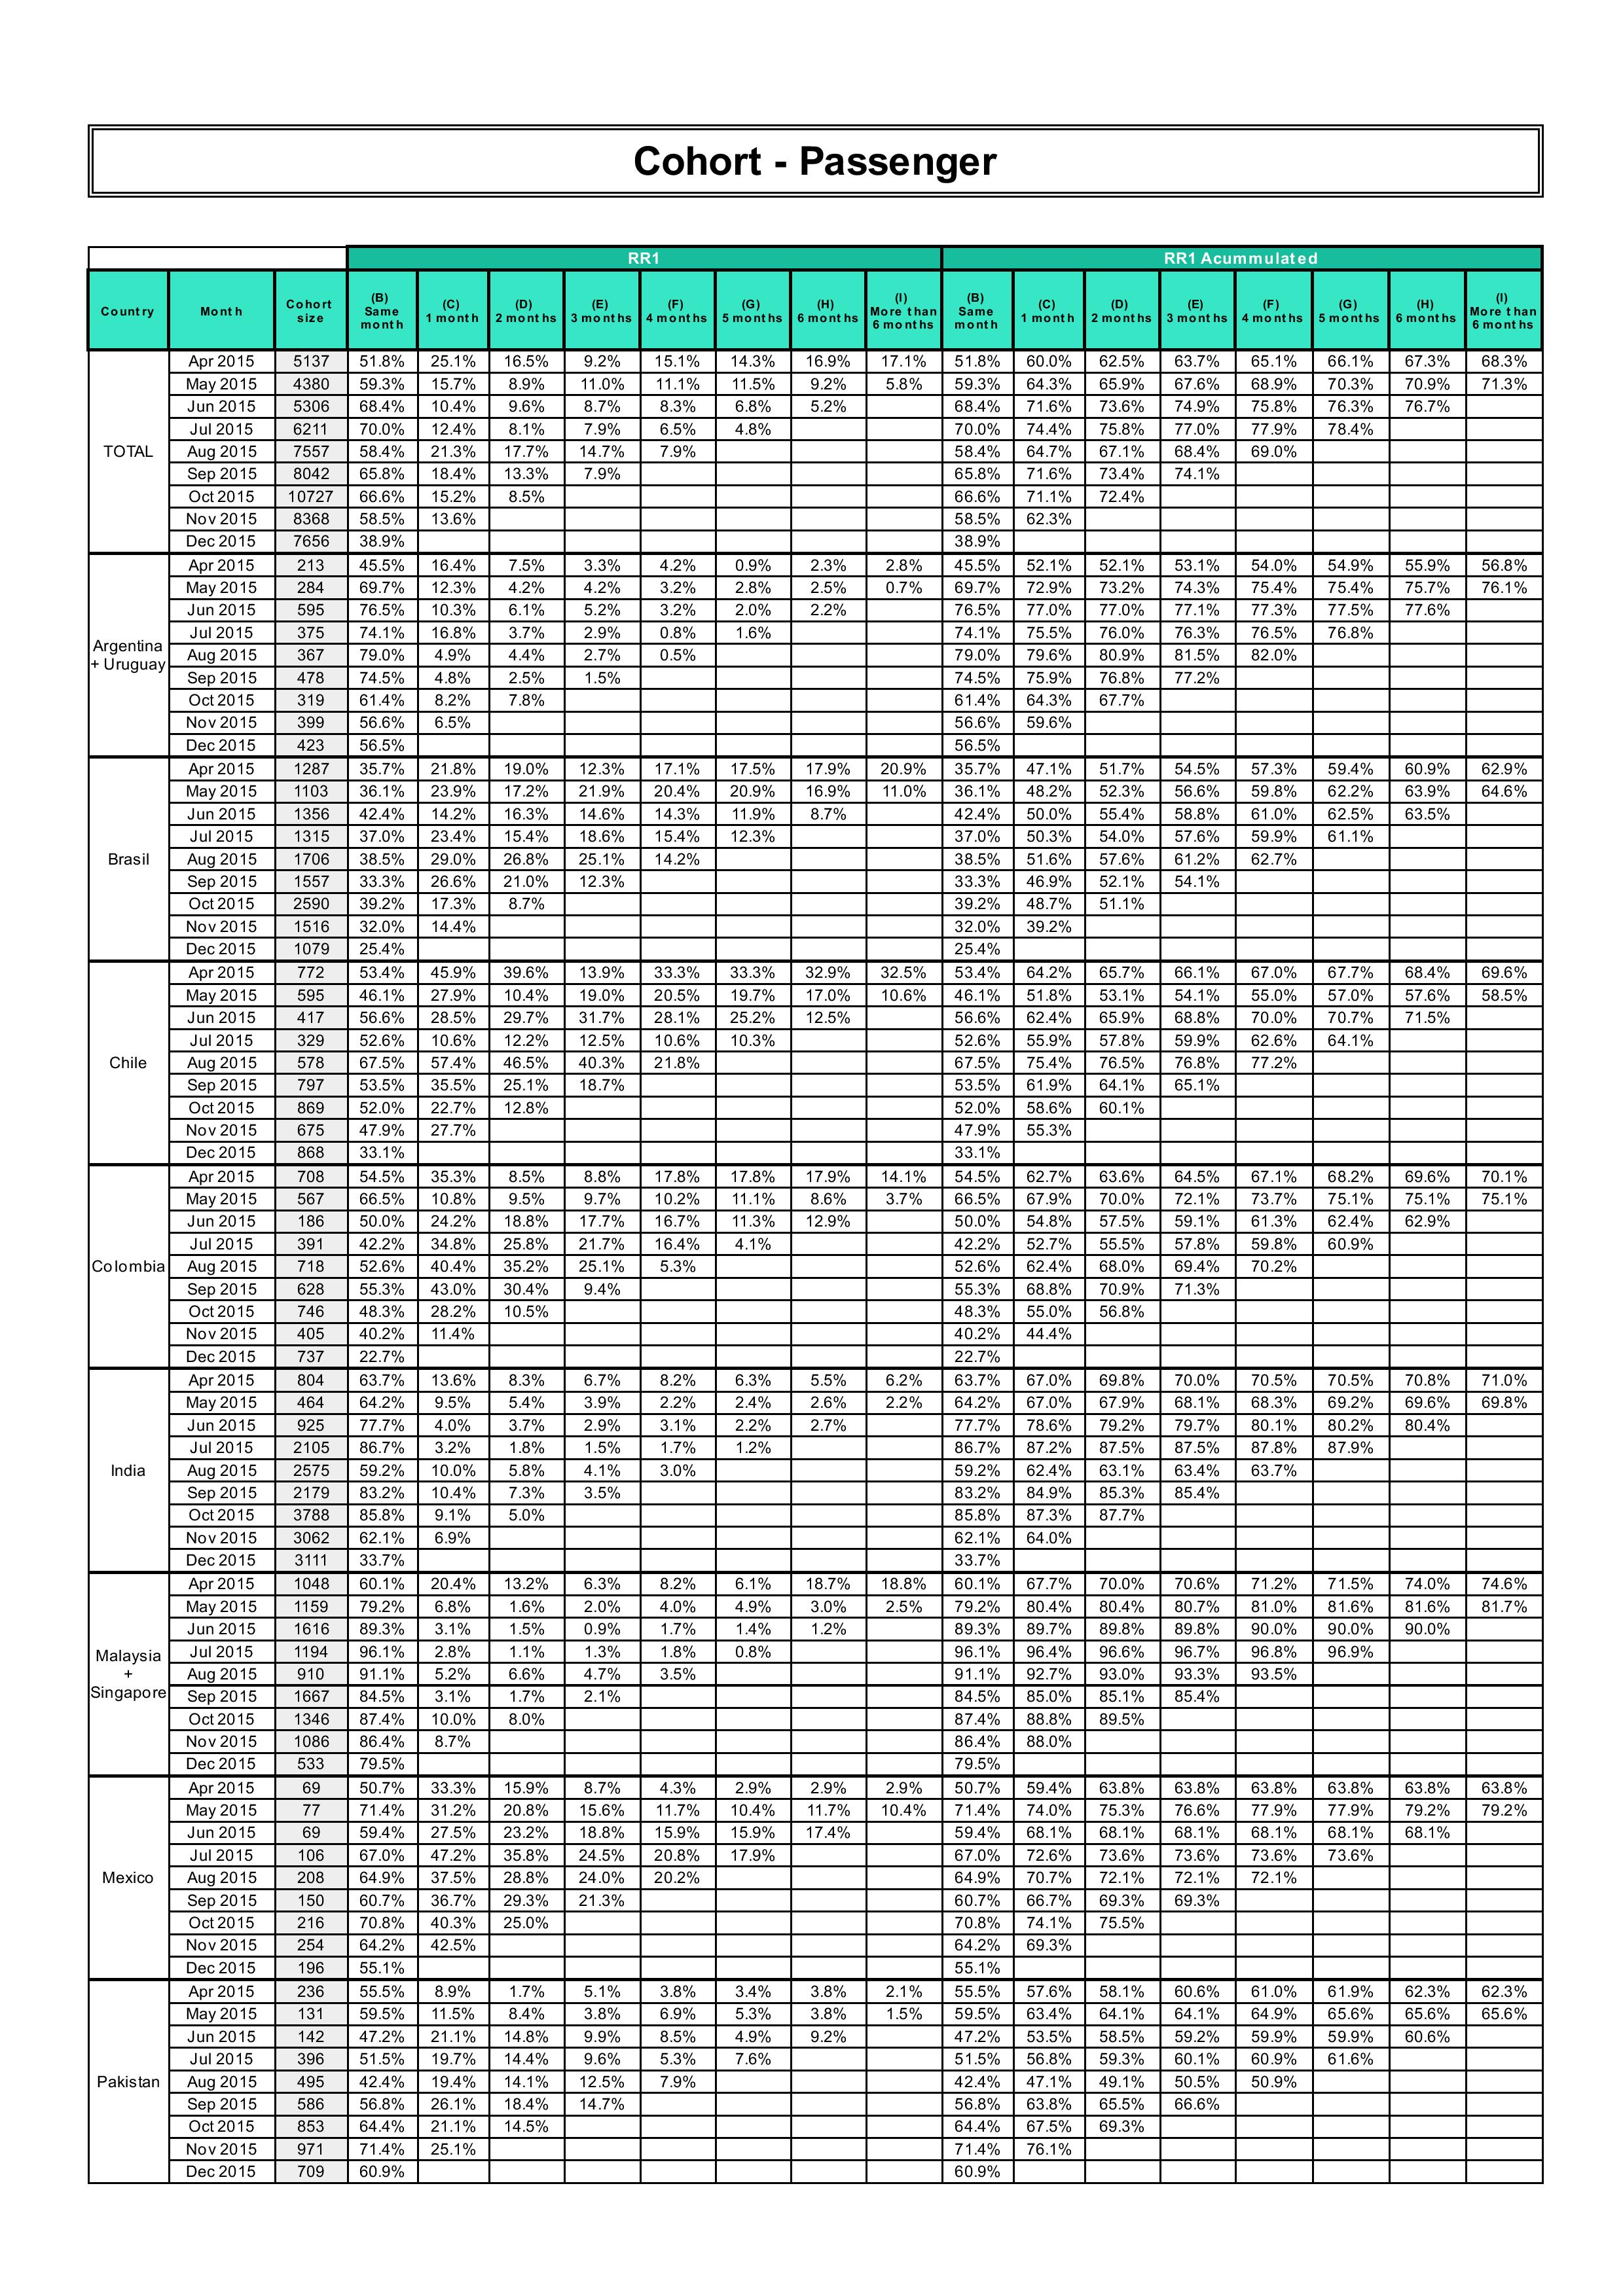 Cohort - Passenger
RR1 RR1 Acummulated
Country Month Cohort size (B) Same month (C) 1 month (D) 2 months (E) 3 months (F) 4 months (G) 5 months (H) 6 months (I) More than 6 months (B) Same month (C) 1 month (D) 2 months (E) 3 months (F) 4 months (G) 5 months (H) 6 months (I) More than 6 months
TOTAL
Apr 2015 5137 51.8% 25.1% 16.5% 9.2% 15.1% 14.3% 16.9% 17.1% 51.8% 60.0% 62.5% 63.7% 65.1% 66.1% 67.3% 68.3%
May 2015 4380 59.3% 15.7% 8.9% 11.0% 11.1% 11.5% 9.2% 5.8% 59.3% 64.3% 65.9% 67.6% 68.9% 70.3% 70.9% 71.3%
Jun 2015 5306 68.4% 10.4% 9.6% 8.7% 8.3% 6.8% 5.2% 68.4% 71.6% 73.6% 74.9% 75.8% 76.3% 76.7%
Jul 2015 6211 70.0% 12.4% 8.1% 7.9% 6.5% 4.8% 70.0% 74.4% 75.8% 77.0% 77.9% 78.4%
Aug 2015 7557 58.4% 21.3% 17.7% 14.7% 7.9% 58.4% 64.7% 67.1% 68.4% 69.0%
Sep 2015 8042 65.8% 18.4% 13.3% 7.9% 65.8% 71.6% 73.4% 74.1%
Oct 2015 10727 66.6% 15.2% 8.5% 66.6% 71.1% 72.4%
Nov 2015 8368 58.5% 13.6% 58.5% 62.3%
Dec 2015 7656 38.9% 38.9%
Argentina + Uruguay
Apr 2015 213 45.5% 16.4% 7.5% 3.3% 4.2% 0.9% 2.3% 2.8% 45.5% 52.1% 52.1% 53.1% 54.0% 54.9% 55.9% 56.8%
May 2015 284 69.7% 12.3% 4.2% 4.2% 3.2% 2.8% 2.5% 0.7% 69.7% 72.9% 73.2% 74.3% 75.4% 75.4% 75.7% 76.1%
Jun 2015 595 76.5% 10.3% 6.1% 5.2% 3.2% 2.0% 2.2% 76.5% 77.0% 77.0% 77.1% 77.3% 77.5% 77.6%
Jul 2015 375 74.1% 16.8% 3.7% 2.9% 0.8% 1.6% 74.1% 75.5% 76.0% 76.3% 76.5% 76.8%
Aug 2015 367 79.0% 4.9% 4.4% 2.7% 0.5% 79.0% 79.6% 80.9% 81.5% 82.0%
Sep 2015 478 74.5% 4.8% 2.5% 1.5% 74.5% 75.9% 76.8% 77.2%
Oct 2015 319 61.4% 8.2% 7.8% 61.4% 64.3% 67.7%
Nov 2015 399 56.6% 6.5% 56.6% 59.6%
Dec 2015 423 56.5% 56.5%
Brasil
Apr 2015 1287 35.7% 21.8% 19.0% 12.3% 17.1% 17.5% 17.9% 20.9% 35.7% 47.1% 51.7% 54.5% 57.3% 59.4% 60.9% 62.9%
May 2015 1103 36.1% 23.9% 17.2% 21.9% 20.4% 20.9% 16.9% 11.0% 36.1% 48.2% 52.3% 56.6% 59.8% 62.2% 63.9% 64.6%
Jun 2015 1356 42.4% 14.2% 16.3% 14.6% 14.3% 11.9% 8.7% 42.4% 50.0% 55.4% 58.8% 61.0% 62.5% 63.5%
Jul 2015 1315 37.0% 23.4% 15.4% 18.6% 15.4% 12.3% 37.0% 50.3% 54.0% 57.6% 59.9% 61.1%
Aug 2015 1706 38.5% 29.0% 26.8% 25.1% 14.2% 38.5% 51.6% 57.6% 61.2% 62.7%
Sep 2015 1557 33.3% 26.6% 21.0% 12.3% 33.3% 46.9% 52.1% 54.1%
Oct 2015 2590 39.2% 17.3% 8.7% 39.2% 48.7% 51.1%
Nov 2015 1516 32.0% 14.4% 32.0% 39.2%
Dec 2015 1079 25.4% 25.4%
Chile
Apr 2015 772 53.4% 45.9% 39.6% 13.9% 33.3% 33.3% 32.9% 32.5% 53.4% 64.2% 65.7% 66.1% 67.0% 67.7% 68.4% 69.6%
May 2015 595 46.1% 27.9% 10.4% 19.0% 20.5% 19.7% 17.0% 10.6% 46.1% 51.8% 53.1% 54.1% 55.0% 57.0% 57.6% 58.5%
Jun 2015 417 56.6% 28.5% 29.7% 31.7% 28.1% 25.2% 12.5% 56.6% 62.4% 65.9% 68.8% 70.0% 70.7% 71.5%
Jul 2015 329 52.6% 10.6% 12.2% 12.5% 10.6% 10.3% 52.6% 55.9% 57.8% 59.9% 62.6% 64.1%
Aug 2015 578 67.5% 57.4% 46.5% 40.3% 21.8% 67.5% 75.4% 76.5% 76.8% 77.2%
Sep 2015 797 53.5% 35.5% 25.1% 18.7% 53.5% 61.9% 64.1% 65.1%
Oct 2015 869 52.0% 22.7% 12.8% 52.0% 58.6% 60.1%
Nov 2015 675 47.9% 27.7% 47.9% 55.3%
Dec 2015 868 33.1% 33.1%
Colombia
Apr 2015 708 54.5% 35.3% 8.5% 8.8% 17.8% 17.8% 17.9% 14.1% 54.5% 62.7% 63.6% 64.5% 67.1% 68.2% 69.6% 70.1%
May 2015 567 66.5% 10.8% 9.5% 9.7% 10.2% 11.1% 8.6% 3.7% 66.5% 67.9% 70.0% 72.1% 73.7% 75.1% 75.1% 75.1%
Jun 2015 186 50.0% 24.2% 18.8% 17.7% 16.7% 11.3% 12.9% 50.0% 54.8% 57.5% 59.1% 61.3% 62.4% 62.9%
Jul 2015 391 42.2% 34.8% 25.8% 21.7% 16.4% 4.1% 42.2% 52.7% 55.5% 57.8% 59.8% 60.9%
Aug 2015 718 52.6% 40.4% 35.2% 25.1% 5.3% 52.6% 62.4% 68.0% 69.4% 70.2%
Sep 2015 628 55.3% 43.0% 30.4% 9.4% 55.3% 68.8% 70.9% 71.3%
Oct 2015 746 48.3% 28.2% 10.5% 48.3% 55.0% 56.8%
Nov 2015 405 40.2% 11.4% 40.2% 44.4%
Dec 2015 737 22.7% 22.7%
India
Apr 2015 804 63.7% 13.6% 8.3% 6.7% 8.2% 6.3% 5.5% 6.2% 63.7% 67.0% 69.8% 70.0% 70.5% 70.5% 70.8% 71.0%
May 2015 464 64.2% 9.5% 5.4% 3.9% 2.2% 2.4% 2.6% 2.2% 64.2% 67.0% 67.9% 68.1% 68.3% 69.2% 69.6% 69.8%
Jun 2015 925 77.7% 4.0% 3.7% 2.9% 3.1% 2.2% 2.7% 77.7% 78.6% 79.2% 79.7% 80.1% 80.2% 80.4%
Jul 2015 2105 86.7% 3.2% 1.8% 1.5% 1.7% 1.2% 86.7% 87.2% 87.5% 87.5% 87.8% 87.9%
Aug 2015 2575 59.2% 10.0% 5.8% 4.1% 3.0% 59.2% 62.4% 63.1% 63.4% 63.7%
Sep 2015 2179 83.2% 10.4% 7.3% 3.5% 83.2% 84.9% 85.3% 85.4%
Oct 2015 3788 85.8% 9.1% 5.0% 85.8% 87.3% 87.7%
Nov 2015 3062 62.1% 6.9% 62.1% 64.0%
Dec 2015 3111 33.7% 33.7%
Malaysia + Singapore
Apr 2015 1048 60.1% 20.4% 13.2% 6.3% 8.2% 6.1% 18.7% 18.8% 60.1% 67.7% 70.0% 70.6% 71.2% 71.5% 74.0% 74.6%
May 2015 1159 79.2% 6.8% 1.6% 2.0% 4.0% 4.9% 3.0% 2.5% 79.2% 80.4% 80.4% 80.7% 81.0% 81.6% 81.6% 81.7%
Jun 2015 1616 89.3% 3.1% 1.5% 0.9% 1.7% 1.4% 1.2% 89.3% 89.7% 89.8% 89.8% 90.0% 90.0% 90.0%
Jul 2015 1194 96.1% 2.8% 1.1% 1.3% 1.8% 0.8% 96.1% 96.4% 96.6% 96.7% 96.8% 96.9%
Aug 2015 910 91.1% 5.2% 6.6% 4.7% 3.5% 91.1% 92.7% 93.0% 93.3% 93.5%
Sep 2015 1667 84.5% 3.1% 1.7% 2.1% 84.5% 85.0% 85.1% 85.4%
Oct 2015 1346 87.4% 10.0% 8.0% 87.4% 88.8% 89.5%
Nov 2015 1086 86.4% 8.7% 86.4% 88.0%
Dec 2015 533 79.5% 79.5%
Mexico
Apr 2015 69 50.7% 33.3% 15.9% 8.7% 4.3% 2.9% 2.9% 2.9% 50.7% 59.4% 63.8% 63.8% 63.8% 63.8% 63.8% 63.8%
May 2015 77 71.4% 31.2% 20.8% 15.6% 11.7% 10.4% 11.7% 10.4% 71.4% 74.0% 75.3% 76.6% 77.9% 77.9% 79.2% 79.2%
Jun 2015 69 59.4% 27.5% 23.2% 18.8% 15.9% 15.9% 17.4% 59.4% 68.1% 68.1% 68.1% 68.1% 68.1% 68.1%
Jul 2015 106 67.0% 47.2% 35.8% 24.5% 20.8% 17.9% 67.0% 72.6% 73.6% 73.6% 73.6% 73.6%
Aug 2015 208 64.9% 37.5% 28.8% 24.0% 20.2% 64.9% 70.7% 72.1% 72.1% 72.1%
Sep 2015 150 60.7% 36.7% 29.3% 21.3% 60.7% 66.7% 69.3% 69.3%
Oct 2015 216 70.8% 40.3% 25.0% 70.8% 74.1% 75.5%
Nov 2015 254 64.2% 42.5% 64.2% 69.3%
Dec 2015 196 55.1% 55.1%
Pakistan
Apr 2015 236 55.5% 8.9% 1.7% 5.1% 3.8% 3.4% 3.8% 2.1% 55.5% 57.6% 58.1% 60.6% 61.0% 61.9% 62.3% 62.3%
May 2015 131 59.5% 11.5% 8.4% 3.8% 6.9% 5.3% 3.8% 1.5% 59.5% 63.4% 64.1% 64.1% 64.9% 65.6% 65.6% 65.6%
Jun 2015 142 47.2% 21.1% 14.8% 9.9% 8.5% 4.9% 9.2% 47.2% 53.5% 58.5% 59.2% 59.9% 59.9% 60.6%
Jul 2015 396 51.5% 19.7% 14.4% 9.6% 5.3% 7.6% 51.5% 56.8% 59.3% 60.1% 60.9% 61.6%
Aug 2015 495 42.4% 19.4% 14.1% 12.5% 7.9% 42.4% 47.1% 49.1% 50.5% 50.9%
Sep 2015 586 56.8% 26.1% 18.4% 14.7% 56.8% 63.8% 65.5% 66.6%
Oct 2015 853 64.4% 21.1% 14.5% 64.4% 67.5% 69.3%
Nov 2015 971 71.4% 25.1% 71.4% 76.1%
Dec 2015 709 60.9% 60.9%